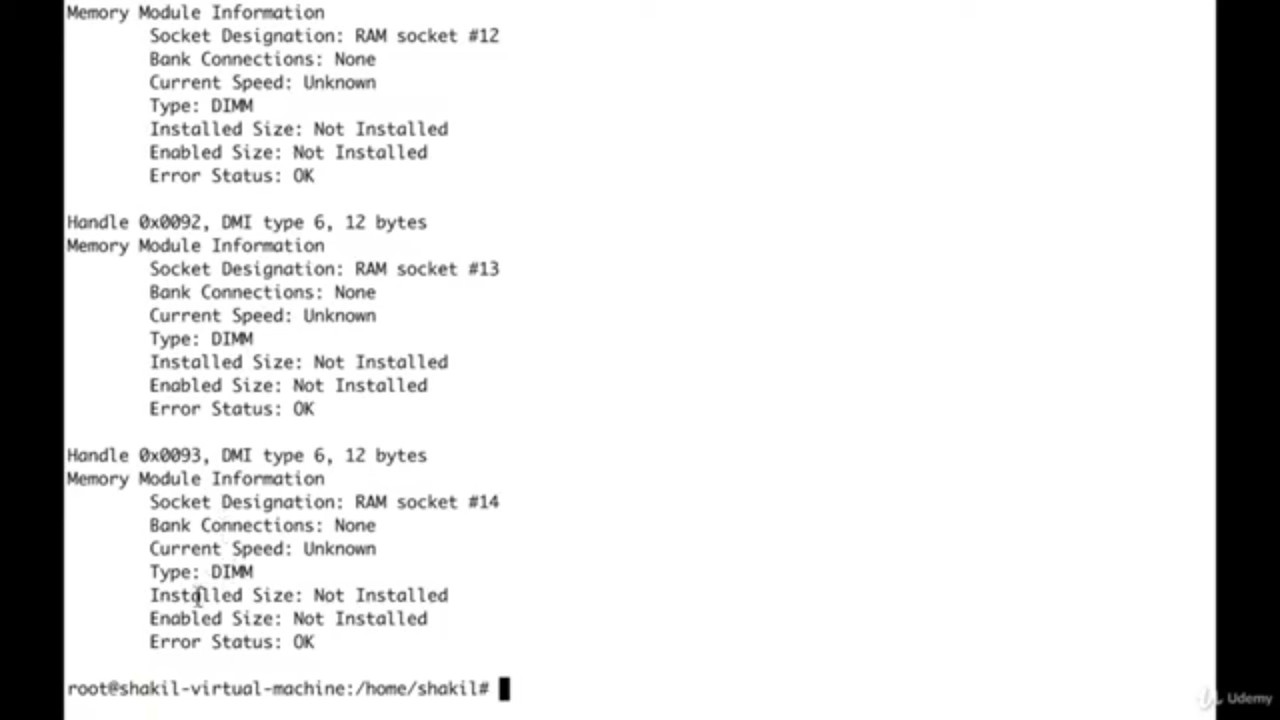 Memory Module Information
Socket Designation: RAM socket #12
Bank Connections: None
Current Speed: Unknown
Type: DIMM
Installed Size: Not Installed
Enabled Size: Not Installed
Error Status: OK
Handle 0x0092, DMI type 6, 12 bytes
Memory Module Information
Socket Designation: RAM socket #13
Bank Connections: None
Current Speed: Unknown
Type: DIMM
Installed Size: Not Installed
Enabled Size: Not Installed
Error Status: OK
Handle 0x0093, DMI type 6, 12 bytes
Memory Module Information
Socket Designation: RAM socket #14
Bank Connections: None
Current Speed: Unknown
Type: DIMM
Installed Size: Not Installed
Enabled Size: Not Installed
Error Status: OK
root@shakil-virtual-machine:/home/shakil#
Udemy